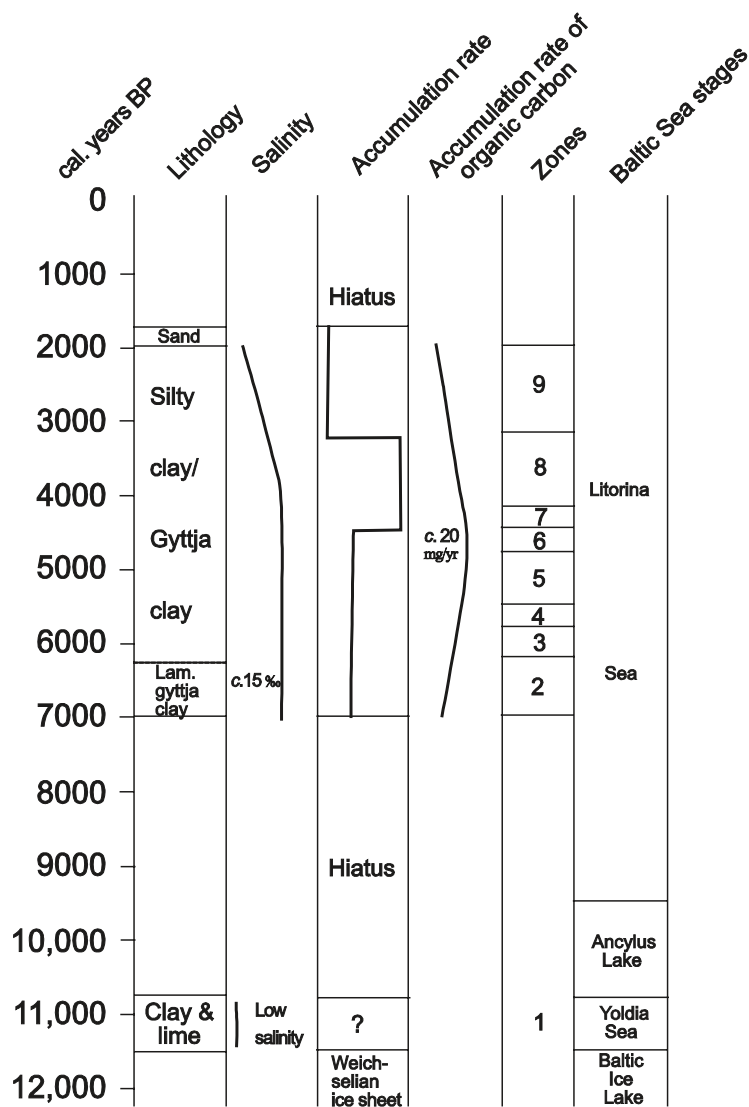 cal. years BP
Lithology
Salinity
Accumulation rate
Accumulation rate of
organic carbon
Zones
Baltic Sea stages
0
1000
2000
3000
4000
5000
6000
7000
8000
9000
10,000
11,000
12,000
Sand
Silty
clay/
Gyttja
clay
Lam.
gyttja
clay
Clay &
lime
c.15 ‰
Low
salinity
Hiatus
Hiatus
?
Weich-
selian
ice sheet
c. 20
mg/yr
9
8
7
6
5
4
3
2
1
Litorina
Sea
Ancylus
Lake
Yoldia
Sea
Baltic
Ice
Lake